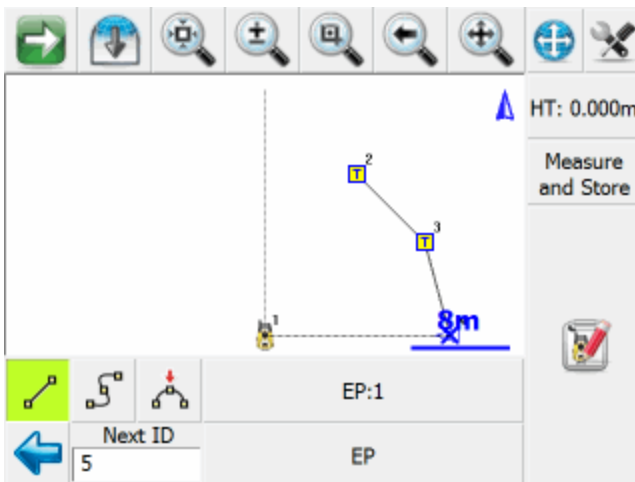 HT: 0.000m
Measure
and Store
T 2
T 3
1
8m
EP:1
Next ID
5
EP